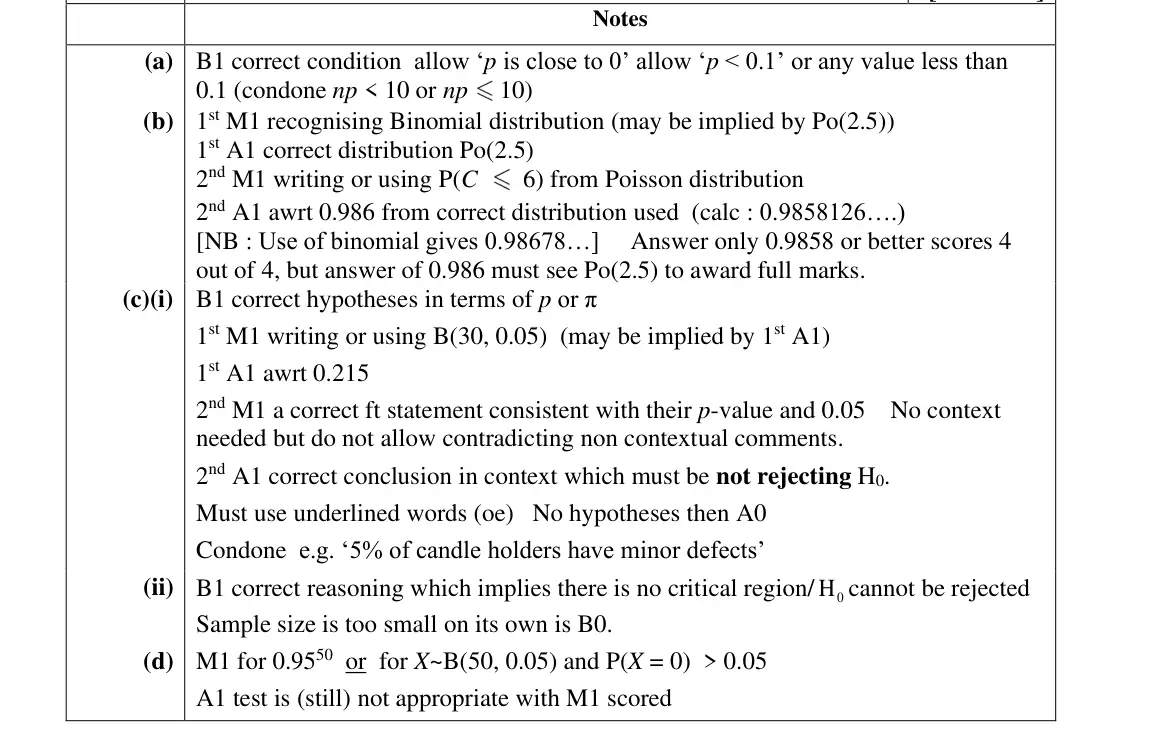 Notes
(a) B1 correct condition allow ‘p is close to 0’ allow ‘p < 0.1’ or any value less than
0.1 (condone np < 10 or np ⩽ 10)
(b) 1st M1 recognising Binomial distribution (may be implied by Po(2.5))
1st A1 correct distribution Po(2.5)
2nd M1 writing or using P(C ⩽ 6) from Poisson distribution
2nd A1 awrt 0.986 from correct distribution used (calc : 0.9858126….)
[NB : Use of binomial gives 0.98678…] Answer only 0.9858 or better scores 4
out of 4, but answer of 0.986 must see Po(2.5) to award full marks.
(c)(i) B1 correct hypotheses in terms of p or π
1st M1 writing or using B(30, 0.05) (may be implied by 1st A1)
1st A1 awrt 0.215
2nd M1 a correct ft statement consistent with their p-value and 0.05 No context
needed but do not allow contradicting non contextual comments.
2nd A1 correct conclusion in context which must be not rejecting H0.
Must use underlined words (oe) No hypotheses then A0
Condone e.g. ‘5% of candle holders have minor defects’
(ii) B1 correct reasoning which implies there is no critical region/ H0 cannot be rejected
Sample size is too small on its own is B0.
(d) M1 for 0.95^50 or for X~B(50, 0.05) and P(X = 0) > 0.05
A1 test is (still) not appropriate with M1 scored